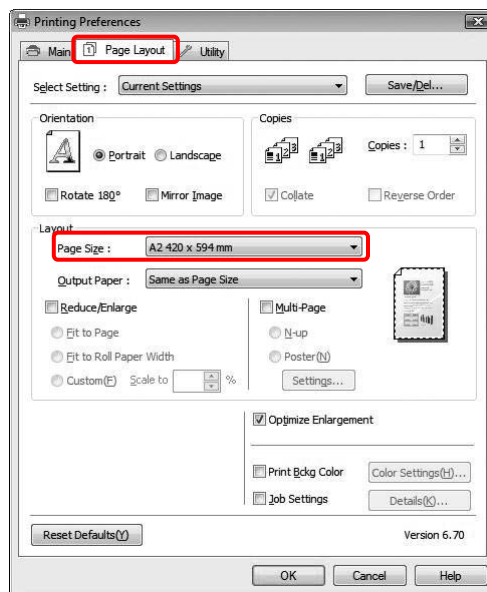 Printing Preferences
Main Page Layout Utility
Select Setting : Current Settings Save/Del...
Orientation Copies
Portrait Landscape Copies : 1
Rotate 180° Mirror Image Collate Reverse Order
Layout
Page Size : A2 420 x 594 mm
Output Paper : Same as Page Size
Reduce/Enlarge Multi-Page
Fit to Page N-up
Fit to Roll Paper Width Poster(N)
Custom(F) Scale to % Settings...
Optimize Enlargement
Print Bckg Color Color Settings(H)...
Job Settings Details(K)...
Reset Defaults(Y) Version 6.70
OK Cancel Help